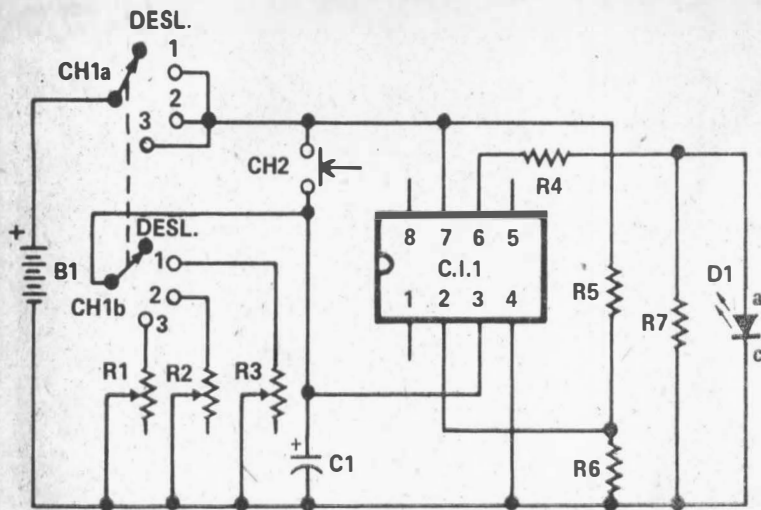 DESL.
CH1a
1
2
3
CH2
R4
DESL.
8 7 6 5
C.I.1
1 2 3 4
+
B1
CH1b
1
2
3
R5
R7
D1
a
c
R1
R2
R3
+
C1
R6